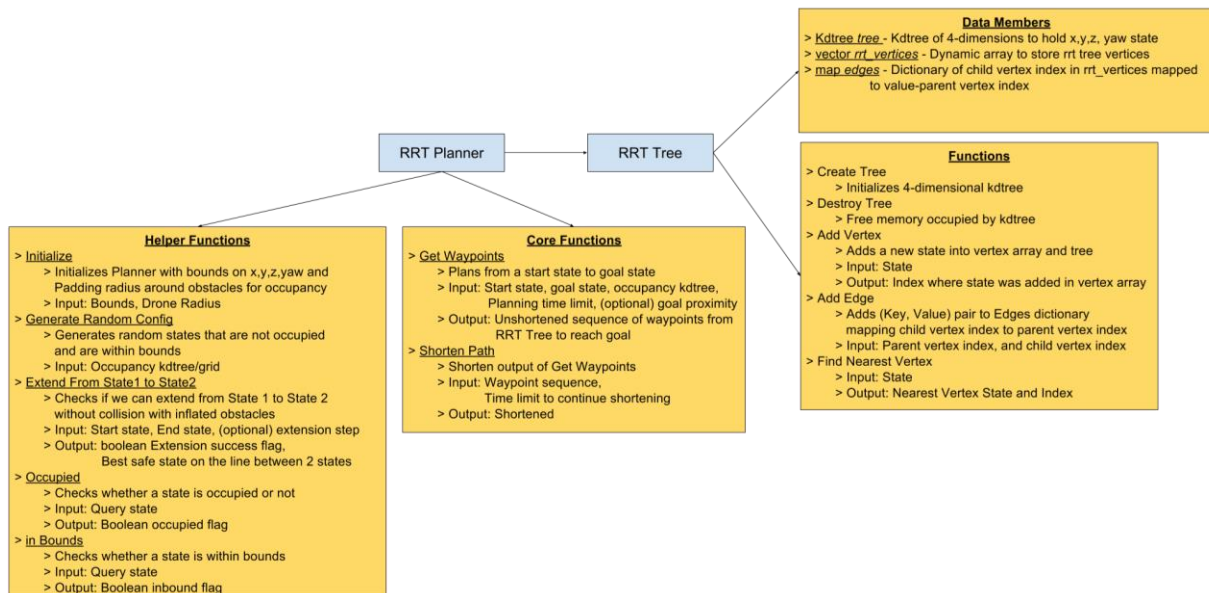 RRT Planner
RRT Tree
Data Members
> Kdtree tree - Kdtree of 4-dimensions to hold x,y,z, yaw state
> vector rrt_vertices - Dynamic array to store rrt tree vertices
> map edges - Dictionary of child vertex index in rrt_vertices mapped
to value-parent vertex index
Functions
> Create Tree
> Initializes 4-dimensional kdtree
> Destroy Tree
> Free memory occupied by kdtree
> Add Vertex
> Adds a new state into vertex array and tree
> Input: State
> Output: Index where state was added in vertex array
> Add Edge
> Adds (Key, Value) pair to Edges dictionary
mapping child vertex index to parent vertex index
> Input: Parent vertex index, and child vertex index
> Find Nearest Vertex
> Input: State
> Output: Nearest Vertex State and Index
Helper Functions
> Initialize
> Initializes Planner with bounds on x,y,z,yaw and
Padding radius around obstacles for occupancy
> Input: Bounds, Drone Radius
> Generate Random Config
> Generates random states that are not occupied
and are within bounds
> Input: Occupancy kdtree/grid
> Extend From State1 to State2
> Checks if we can extend from State 1 to State 2
without collision with inflated obstacles
> Input: Start state, End state, (optional) extension step
> Output: boolean Extension success flag,
Best safe state on the line between 2 states
> Occupied
> Checks whether a state is occupied or not
> Input: Query state
> Output: Boolean occupied flag
> in Bounds
> Checks whether a state is within bounds
> Input: Query state
> Output: Boolean inbound flag
Core Functions
> Get Waypoints
> Plans from a start state to goal state
> Input: Start state, goal state, occupancy kdtree,
Planning time limit, (optional) goal proximity
> Output: Unshortened sequence of waypoints from
RRT Tree to reach goal
> Shorten Path
> Shorten output of Get Waypoints
> Input: Waypoint sequence,
Time limit to continue shortening
> Output: Shortened